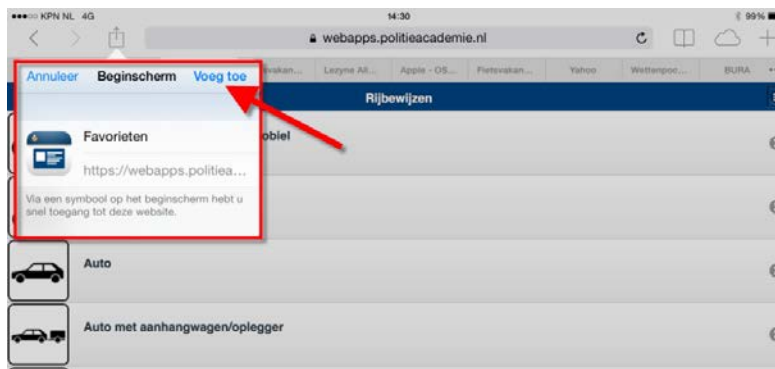 KPN NL 4G 14:30 99%
webapps.politieacademie.nl
Annuleer Beginscherm Voeg toe
Lezyne All... Apple - OS... Fietsvakan... Yahoo Wettenpoc... BURA
Rijbewijzen
Favorieten
https://webapps.politiea...
Via een symbool op het beginscherm hebt u
snel toegang tot deze website.
Auto
Auto met aanhangwagen/oplegger